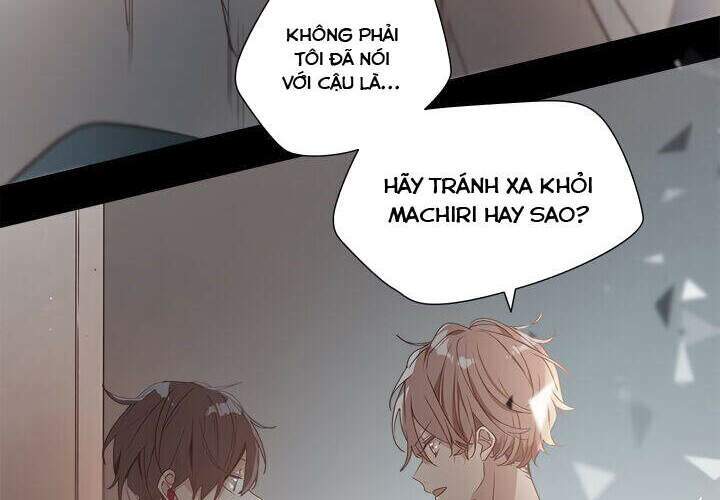 KHÔNG PHẢI
TÔI ĐÃ NÓI
VỚI CẬU LÀ...
HÃY TRÁNH XA KHỎI
MACHIRI HAY SAO?